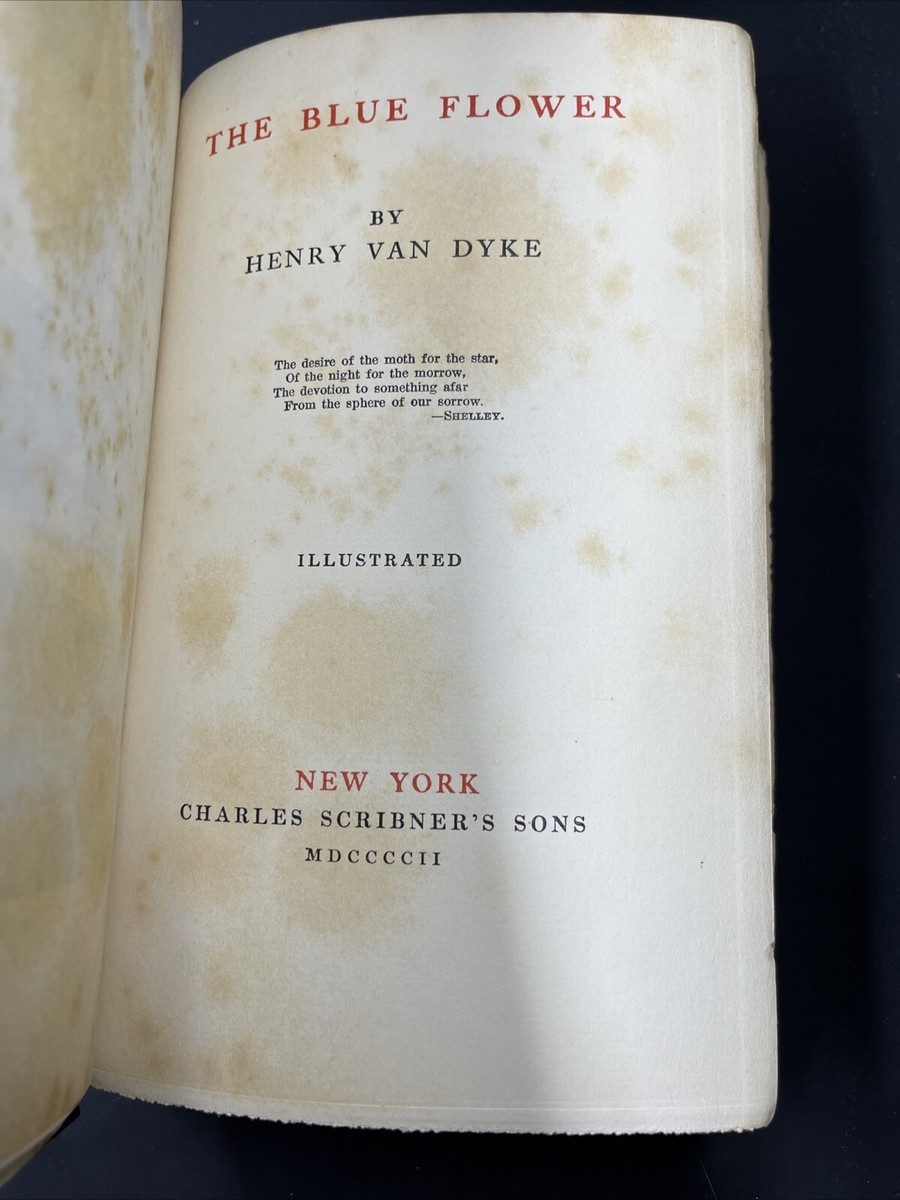 THE BLUE FLOWER
BY
HENRY VAN DYKE
The desire of the moth for the star,
Of the night for the morrow,
The devotion to something afar
From the sphere of our sorrow.
—SHELLEY.
ILLUSTRATED
NEW YORK
CHARLES SCRIBNER'S SONS
MDCCCCII